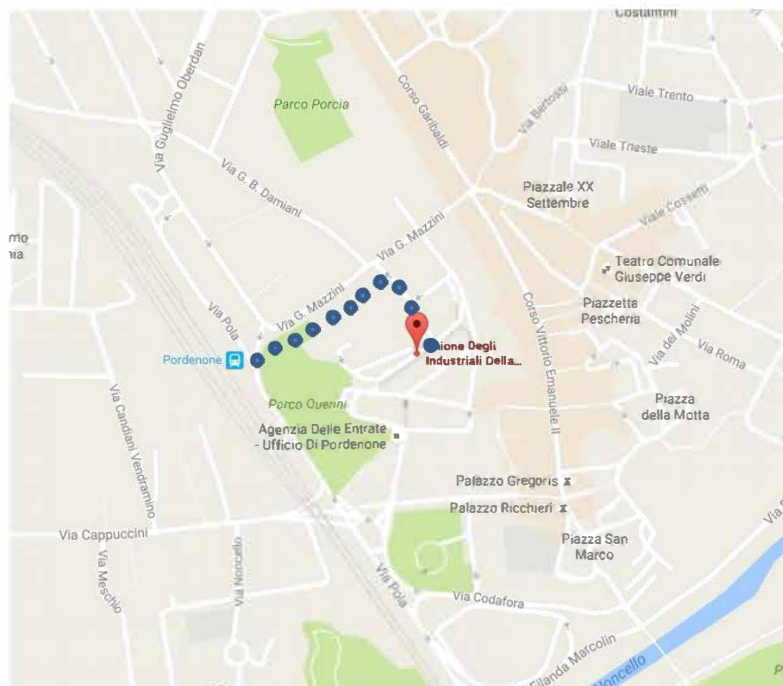 Costantini
Parco Porcia
Via Guglielmo Oberdan
Corso Garibaldi
Viale Trento
Via Bertossi
Viale Trieste
Via G. B. Damiani
Piazzale XX
Settembre
Viale Cossetti
Via G. Mazzini
Teatro Comunale
Giuseppe Verdi
Via Pola
Via G. Mazzini
Corso Vittorio Emanuele II
Piazzetta
Pescheria
Via dei Molini
Via Roma
Pordenone
Industriali Della...
Degli
Via Candiani Vendramino
Parco Querini
Piazza
della Motta
Agenzia Delle Entrate
- Ufficio Di Pordenone
Palazzo Gregoris
Palazzo Ricchieri
Via Cappuccini
Piazza San
Marco
Via Meschio
Via Noncello
Via Pola
Via Codafora
Filanda Marcolin
Noncello